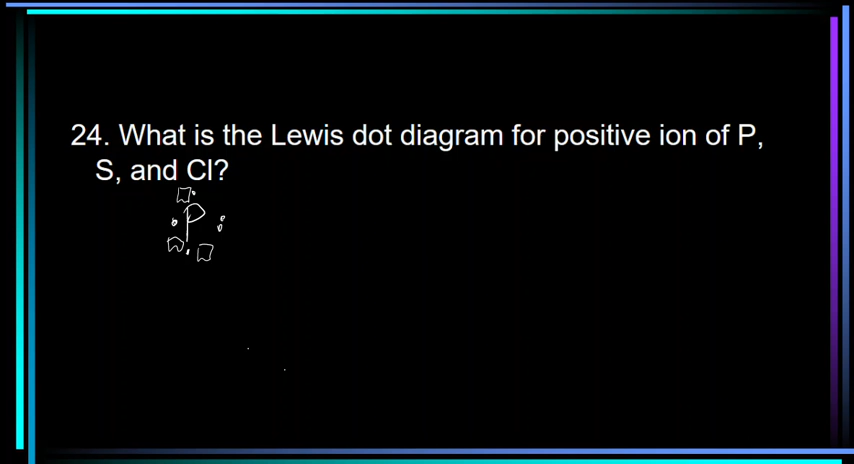 24. What is the Lewis dot diagram for positive ion of P,
S, and Cl?
P